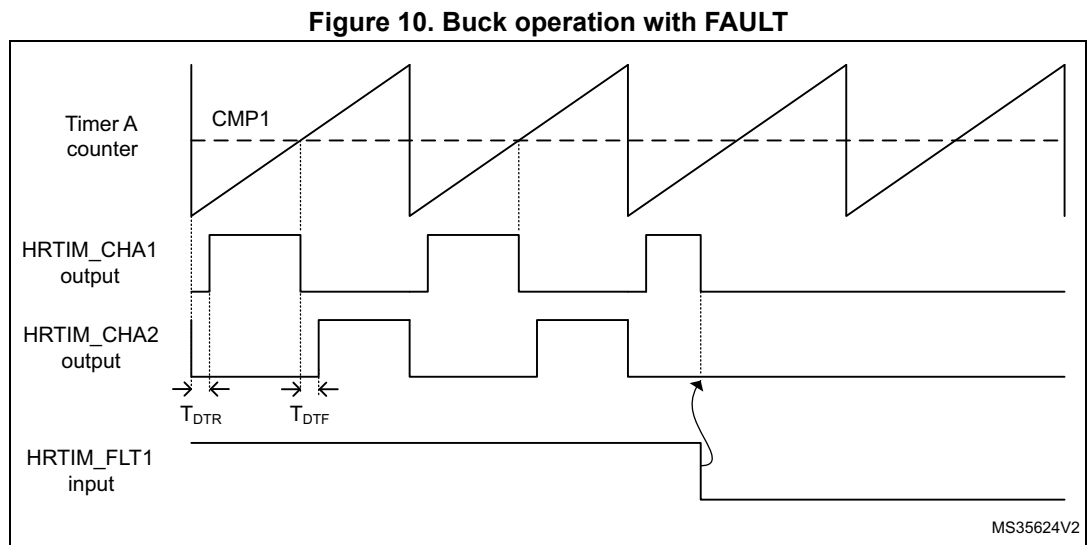 Figure 10. Buck operation with FAULT
Timer A
counter
CMP1
HRTIM_CHA1
output
HRTIM_CHA2
output
TDTR
TDTF
HRTIM_FLT1
input
MS35624V2